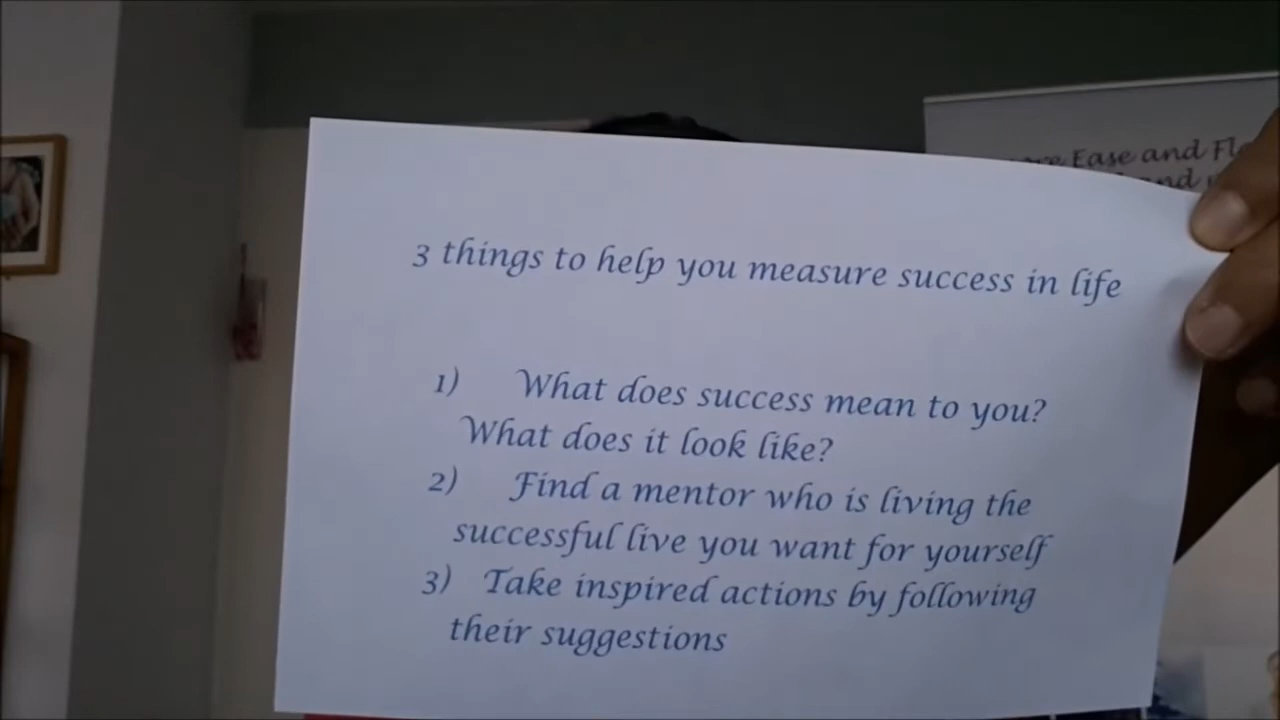 Ease and
and
3 things to help you measure success in life
1) What does success mean to you?
What does it look like?
2) Find a mentor who is living the
successful live you want for yourself
3) Take inspired actions by following
their suggestions